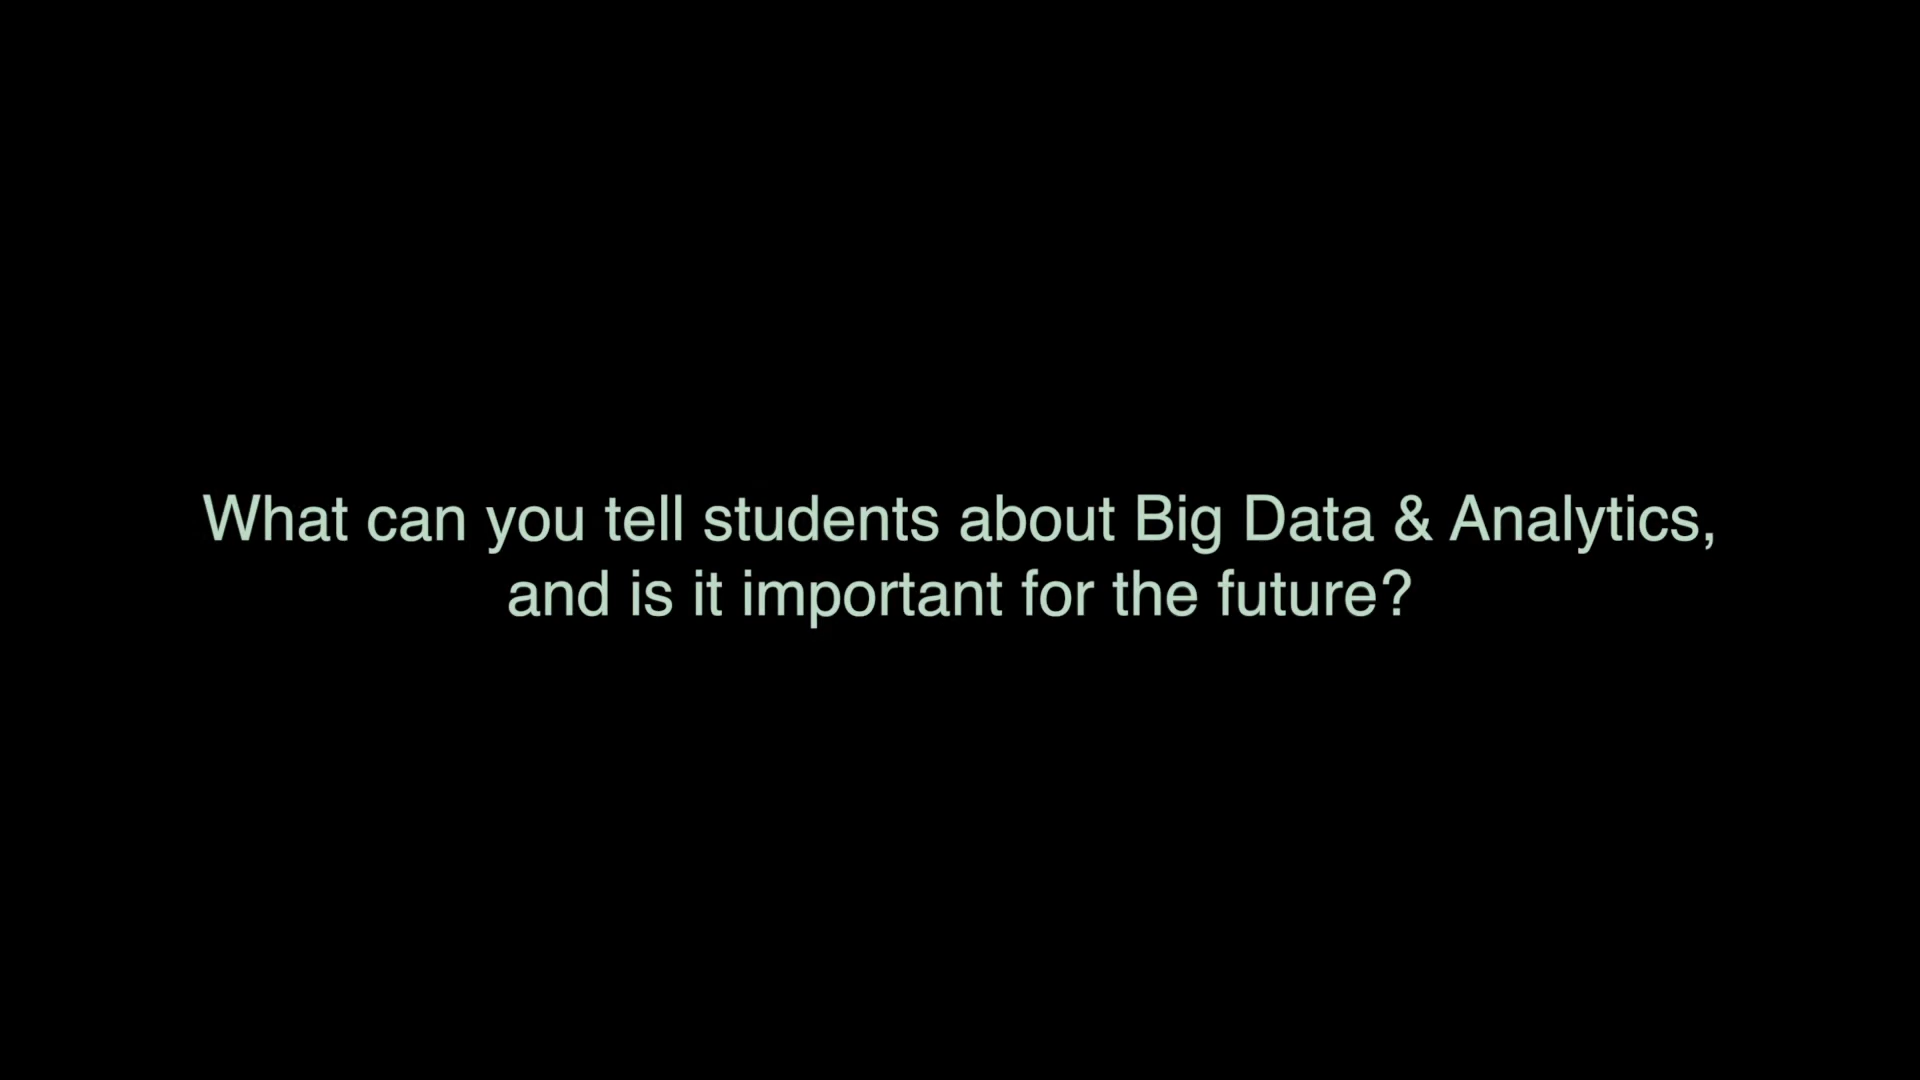 What can you tell students about Big Data & Analytics,
and is it important for the future?